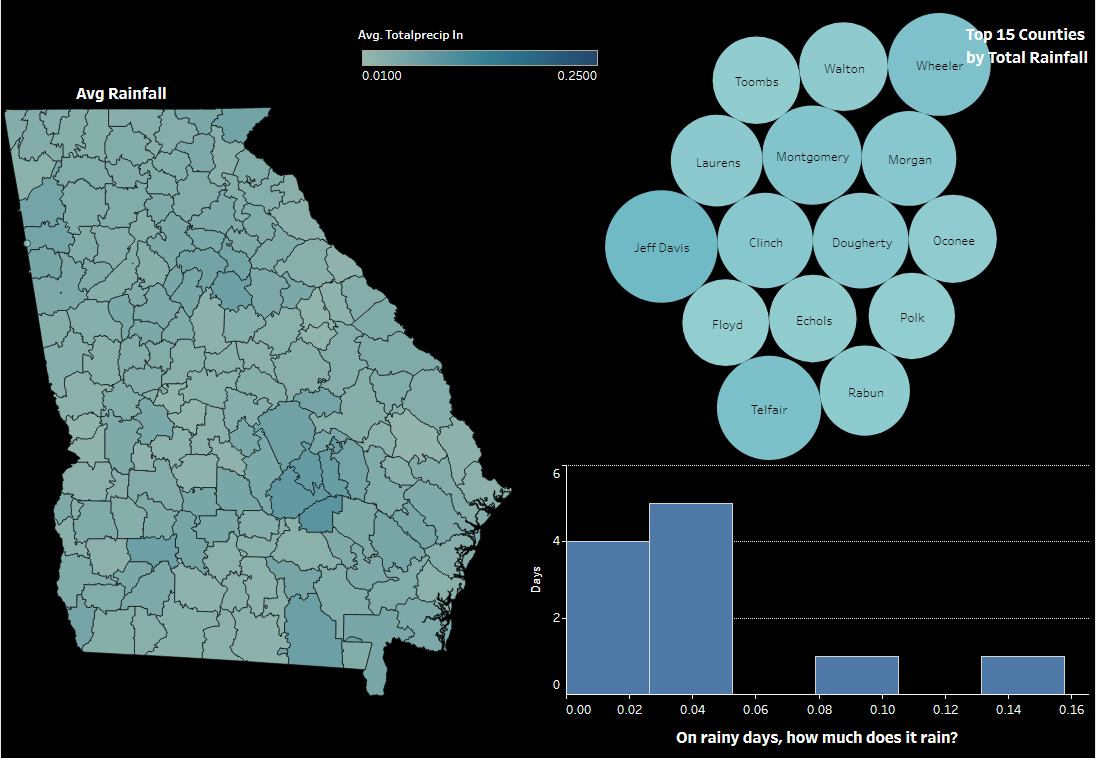 Avg. Totalprecip In
0.0100 0.2500
Avg Rainfall
Top 15 Counties
by Total Rainfall
Toombs
Walton
Wheeler
Laurens
Montgomery
Morgan
Jeff Davis
Clinch
Dougherty
Oconee
Floyd
Echols
Polk
Telfair
Rabun
6
4
2
0
Days
0.00 0.02 0.04 0.06 0.08 0.10 0.12 0.14 0.16
On rainy days, how much does it rain?